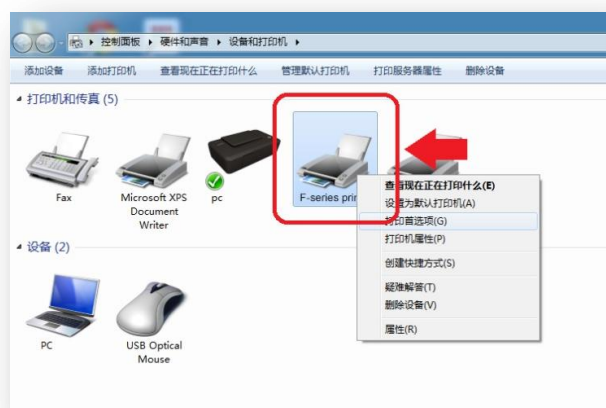 控制面板 ▸ 硬件和声音 ▸ 设备和打印机 ▸
添加设备 添加打印机 查看现在正在打印什么 管理默认打印机 打印服务器属性 删除设备
打印机和传真 (5)
Fax
Microsoft XPS
Document
Writer
pc
F-series prin
查看现在正在打印什么(E)
设置为默认打印机(A)
打印首选项(G)
打印机属性(P)
创建快捷方式(S)
疑难解答(T)
删除设备(V)
属性(R)
设备 (2)
PC
USB Optical
Mouse